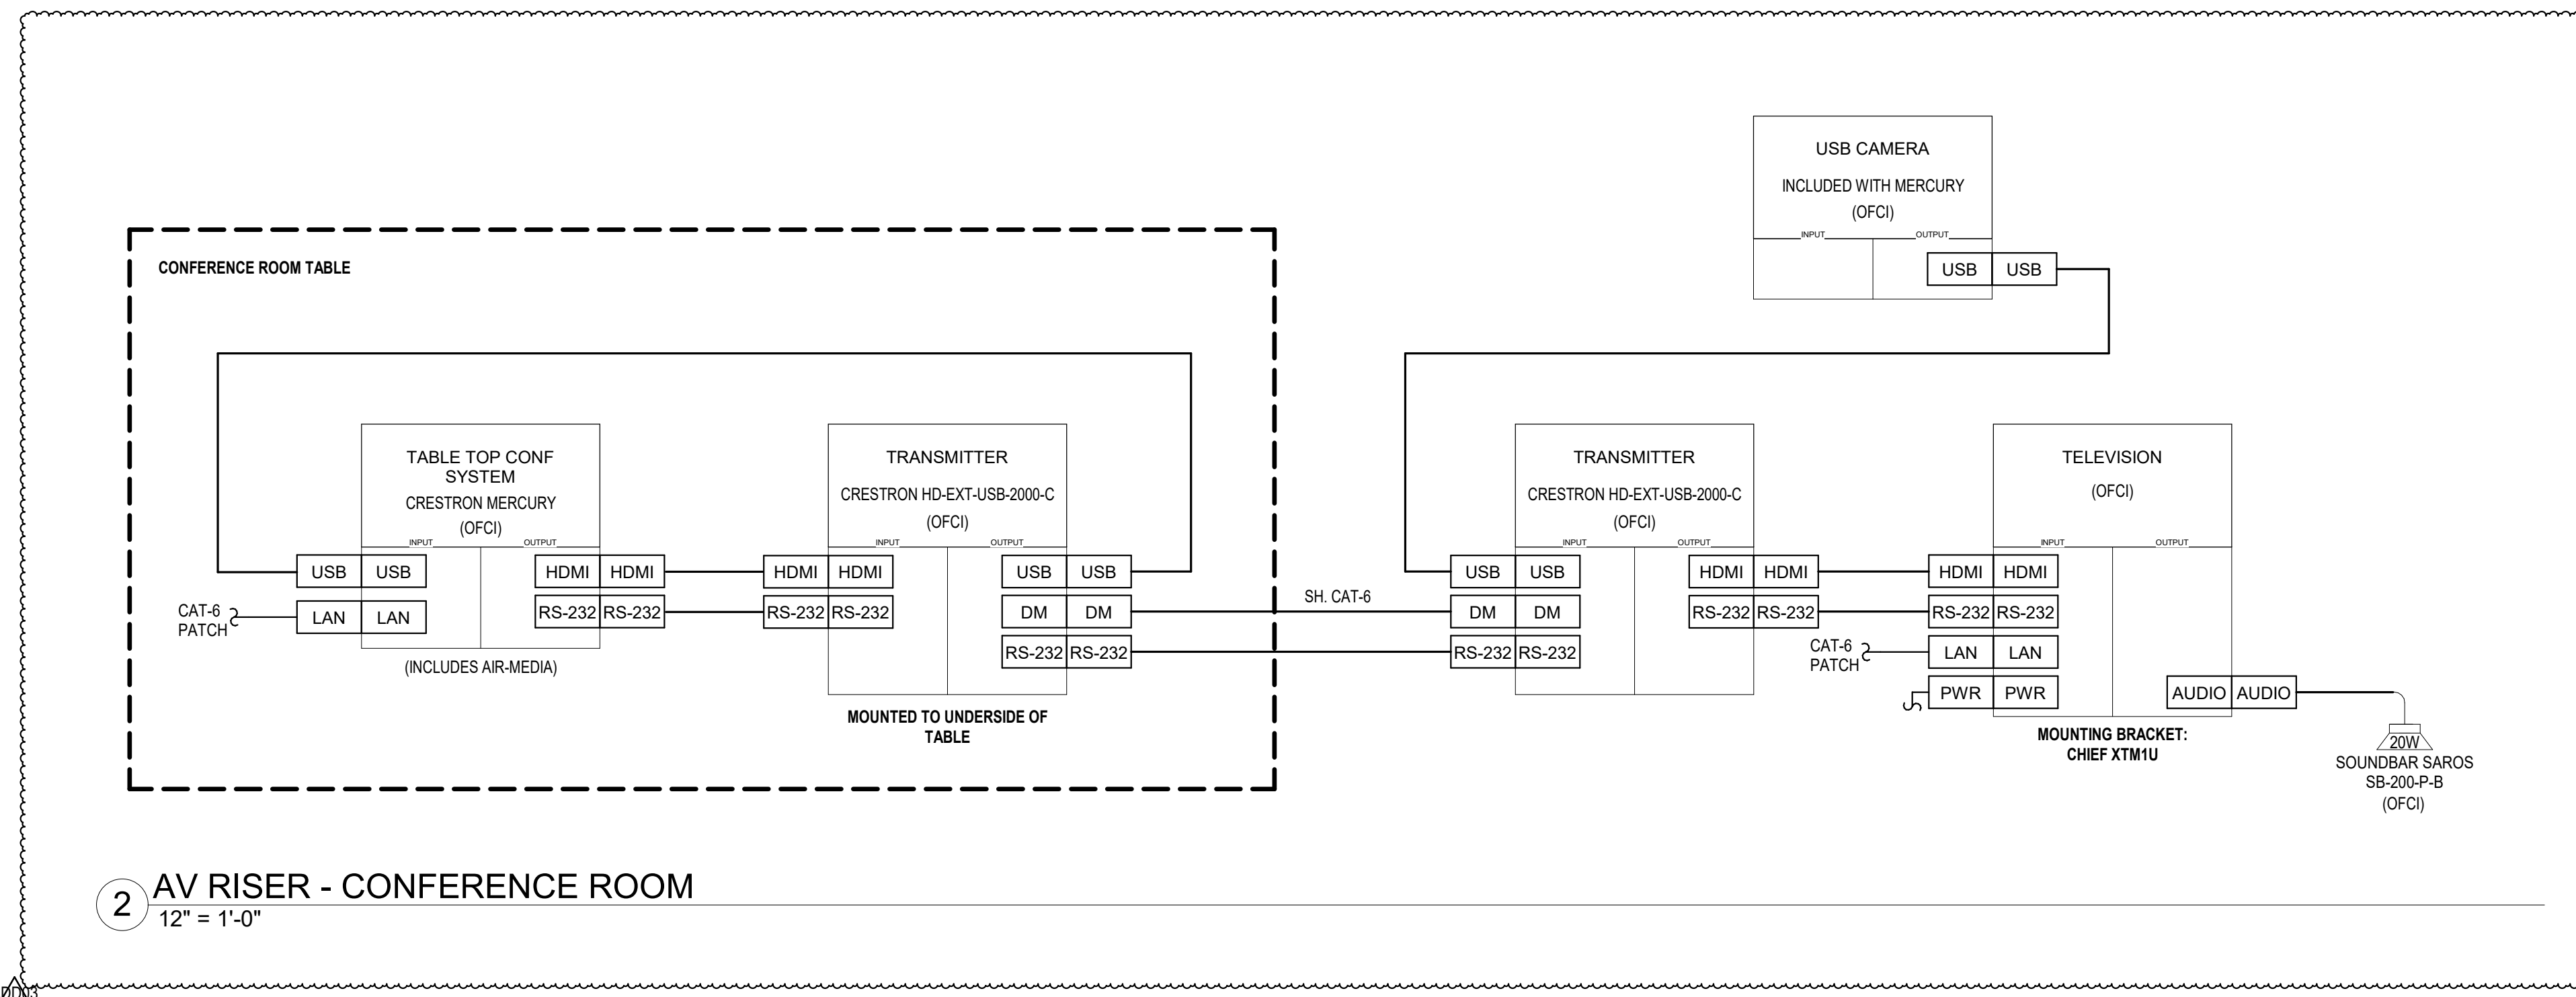 USB CAMERA
INCLUDED WITH MERCURY
(OFCI)
INPUT OUTPUT
USB USB
CONFERENCE ROOM TABLE
TABLE TOP CONF
SYSTEM
CRESTRON MERCURY
(OFCI)
INPUT OUTPUT
USB USB HDMI HDMI
RS-232 RS-232
CAT-6
PATCH
LAN LAN
(INCLUDES AIR-MEDIA)
TRANSMITTER
CRESTRON HD-EXT-USB-2000-C
(OFCI)
INPUT OUTPUT
HDMI HDMI USB USB
RS-232 RS-232 DM DM
RS-232 RS-232
MOUNTED TO UNDERSIDE OF
TABLE
SH. CAT-6
TRANSMITTER
CRESTRON HD-EXT-USB-2000-C
(OFCI)
INPUT OUTPUT
USB USB HDMI HDMI
DM DM RS-232 RS-232
RS-232 RS-232
TELEVISION
(OFCI)
INPUT OUTPUT
HDMI HDMI
RS-232 RS-232
CAT-6
PATCH
LAN LAN
PWR PWR AUDIO AUDIO
MOUNTING BRACKET:
CHIEF XTM1U
20W
SOUNDBAR SAROS
SB-200-P-B
(OFCI)
2 AV RISER - CONFERENCE ROOM
12" = 1'-0"